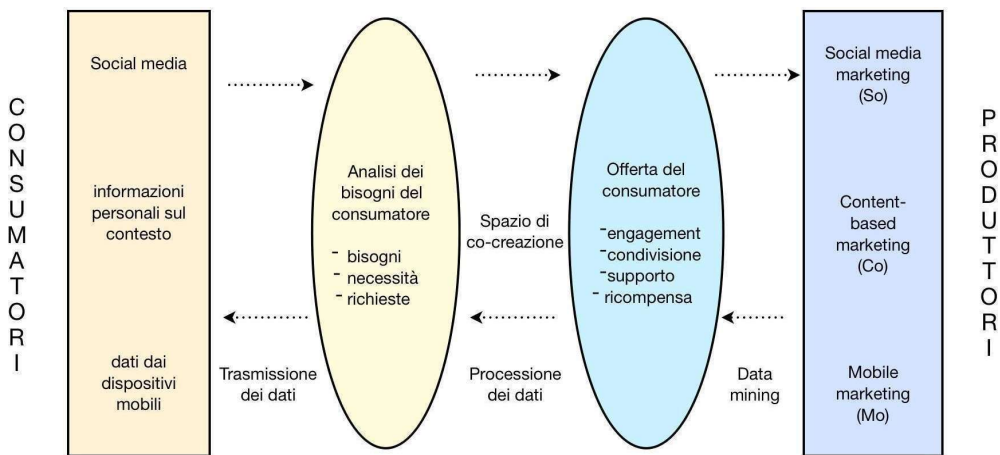 CONSUMATORI
Social media
informazioni
personali sul
contesto
dati dai
dispositivi
mobili
Trasmissione
dei dati
Analisi dei
bisogni del
consumatore
- bisogni
- necessità
- richieste
Spazio di
co-creazione
Processione
dei dati
Offerta del
consumatore
-engagement
-condivisione
-supporto
- ricompensa
Data
mining
Social media
marketing
(So)
Content-
based
marketing
(Co)
Mobile
marketing
(Mo)
PRODUTTORI